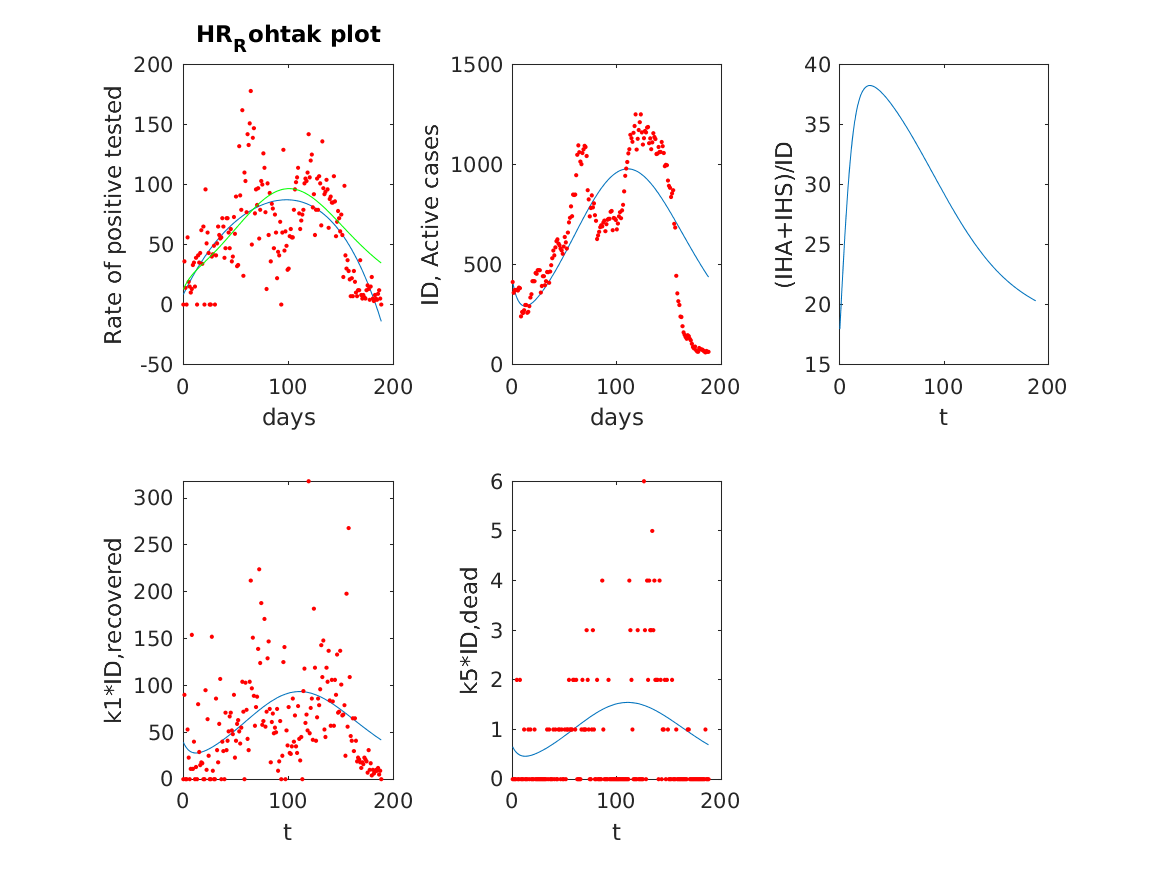 HR_Rohtak plot
200
150
100
50
0
-50
Rate of positive tested
0 100 200
days
1500
1000
500
0
ID, Active cases
0 100 200
days
40
35
30
25
20
15
(IHA+IHS)/ID
0 100 200
t
300
250
200
150
100
50
0
k1*ID,recovered
0 100 200
t
6
5
4
3
2
1
0
k5*ID,dead
0 100 200
t